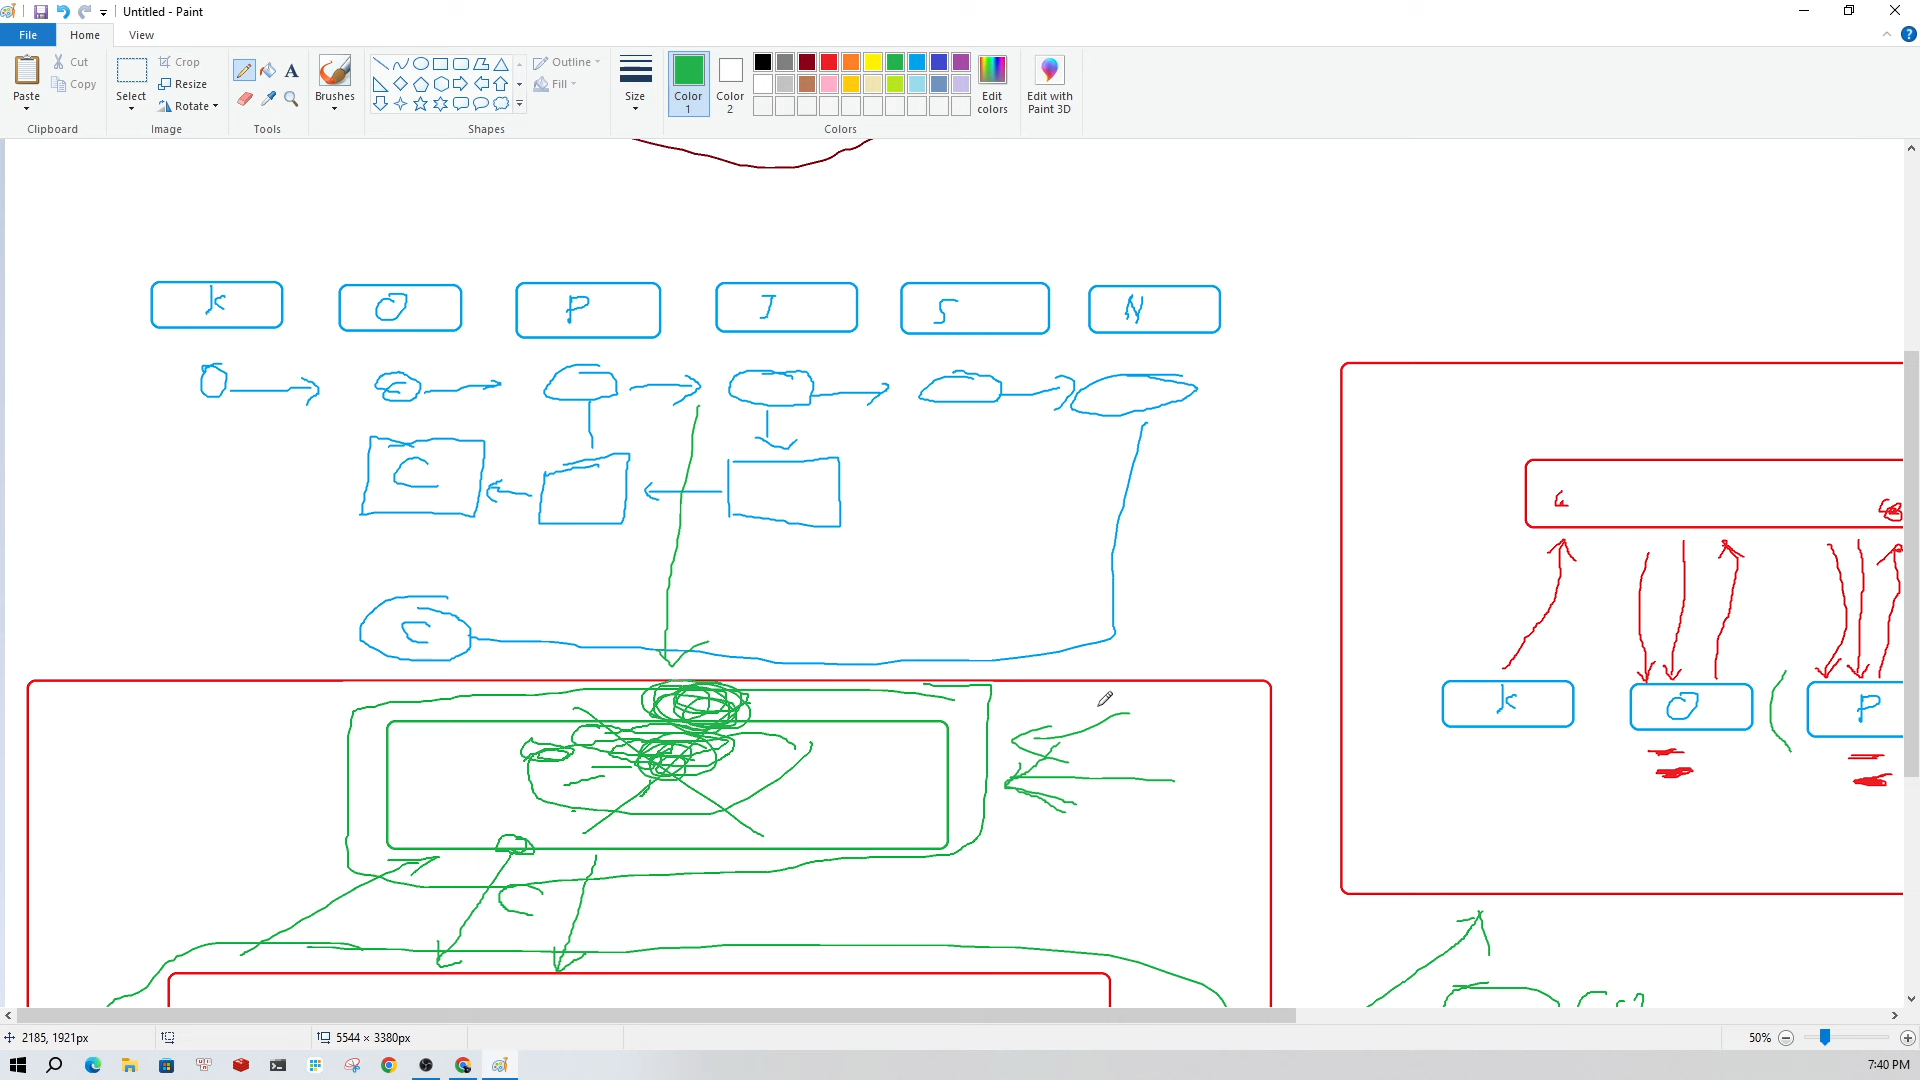 Untitled - Paint
File Home View
Paste
Cut
Copy
Clipboard
Select
Crop
Resize
Rotate
Image
A
Tools
Brushes
Shapes
Outline
Fill
Size
Color 1
Color 2
Colors
Edit colors
Edit with Paint 3D
K O P I S N
C
C
C
K O P
C
2185, 1921px
5544 × 3380px
50%
7:40 PM